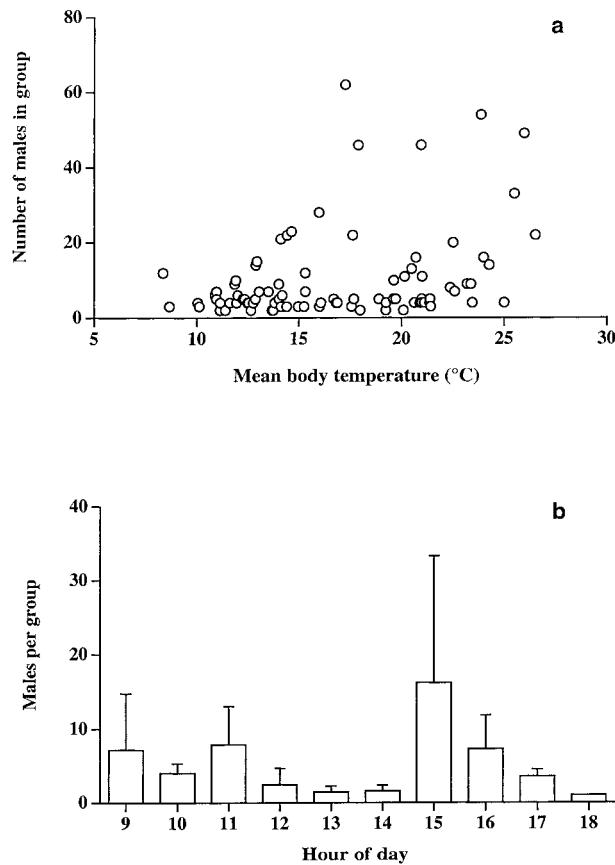 a
80
60
40
20
0
5 10 15 20 25 30
Number of males in group
Mean body temperature (°C)
b
40
30
20
10
0
9 10 11 12 13 14 15 16 17 18
Males per group
Hour of day